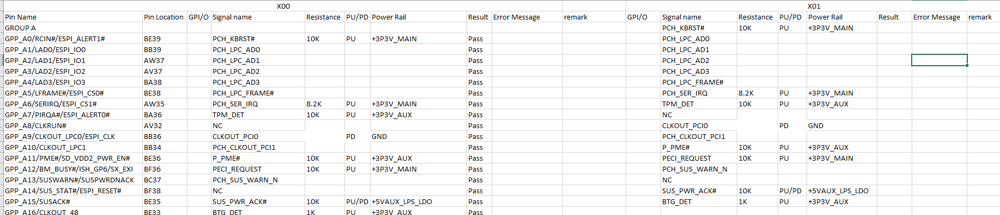 X00 X01
Pin Name Pin Location GPI/O Signal name Resistance PU/PD Power Rail Result Error Message remark GPI/O Signal name Resistance PU/PD Power Rail Result Error Message remark
GROUP A PCH_KBRST# 10K PU +3P3V_MAIN
GPP_A0/RCIN#/ESPI_ALERT1# BE39 PCH_KBRST# 10K PU +3P3V_MAIN Pass PCH_LPC_AD0
GPP_A1/LAD0/ESPI_IO0 BB39 PCH_LPC_AD0 Pass PCH_LPC_AD1
GPP_A2/LAD1/ESPI_IO1 AW37 PCH_LPC_AD1 Pass PCH_LPC_AD2
GPP_A3/LAD2/ESPI_IO2 AV37 PCH_LPC_AD2 Pass PCH_LPC_AD3
GPP_A4/LAD3/ESPI_IO3 BA38 PCH_LPC_AD3 Pass PCH_LPC_FRAME#
GPP_A5/LFRAME#/ESPI_CS0# BE38 PCH_LPC_FRAME# Pass PCH_SER_IRQ 8.2K PU +3P3V_MAIN
GPP_A6/SERIRQ/ESPI_CS1# AW35 PCH_SER_IRQ 8.2K PU +3P3V_MAIN Pass TPM_DET 10K PU +3P3V_AUX
GPP_A7/PIRQA#/ESPI_ALERT0# BA36 TPM_DET 10K PU +3P3V_AUX Pass NC
GPP_A8/CLKRUN# AV32 NC Pass CLKOUT_PCI0 PD GND
GPP_A9/CLKOUT_LPC0/ESPI_CLK BB36 CLKOUT_PCI0 PD GND Pass PCH_CLKOUT_PCI1
GPP_A10/CLKOUT_LPC1 BB34 PCH_CLKOUT_PCI1 Pass P_PME# 10K PU +3P3V_AUX
GPP_A11/PME#/SD_VDD2_PWR_EN# BE36 P_PME# 10K PU +3P3V_AUX Pass PECI_REQUEST 10K PU +3P3V_MAIN
GPP_A12/BM_BUSY#/ISH_GP6/SX_EXI BF36 PECI_REQUEST 10K PU +3P3V_MAIN Pass PCH_SUS_WARN_N
GPP_A13/SUSWARN#/SUSPWRDNACK BC37 PCH_SUS_WARN_N Pass NC
GPP_A14/SUS_STAT#/ESPI_RESET# BF38 NC Pass SUS_PWR_ACK# 10K PU/PD +5VAUX_LPS_LDO
GPP_A15/SUSACK# BE35 SUS_PWR_ACK# 10K PU/PD +5VAUX_LPS_LDO Pass BTG_DET 1K PU +3P3V_AUX
GPP_A16/CLKOUT_48 BE33 BTG_DET 1K PU +3P3V_AUX Pass